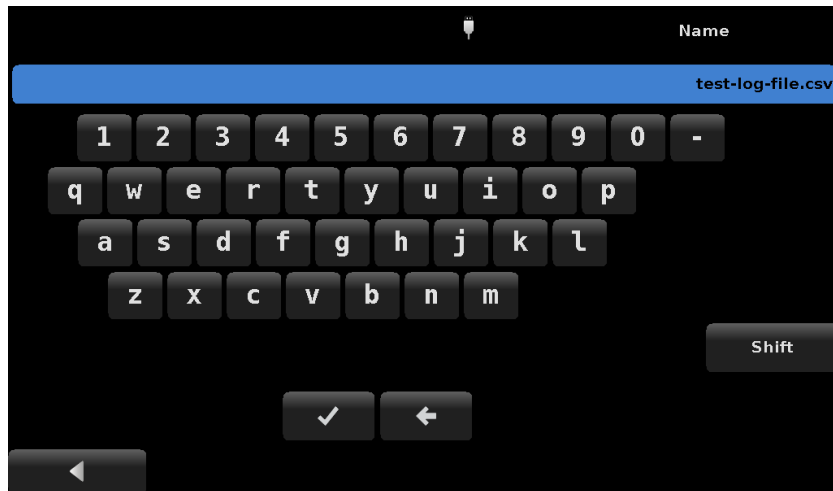 Name
test-log-file.csv
1 2 3 4 5 6 7 8 9 0 -
q w e r t y u i o p
a s d f g h j k l
z x c v b n m
Shift